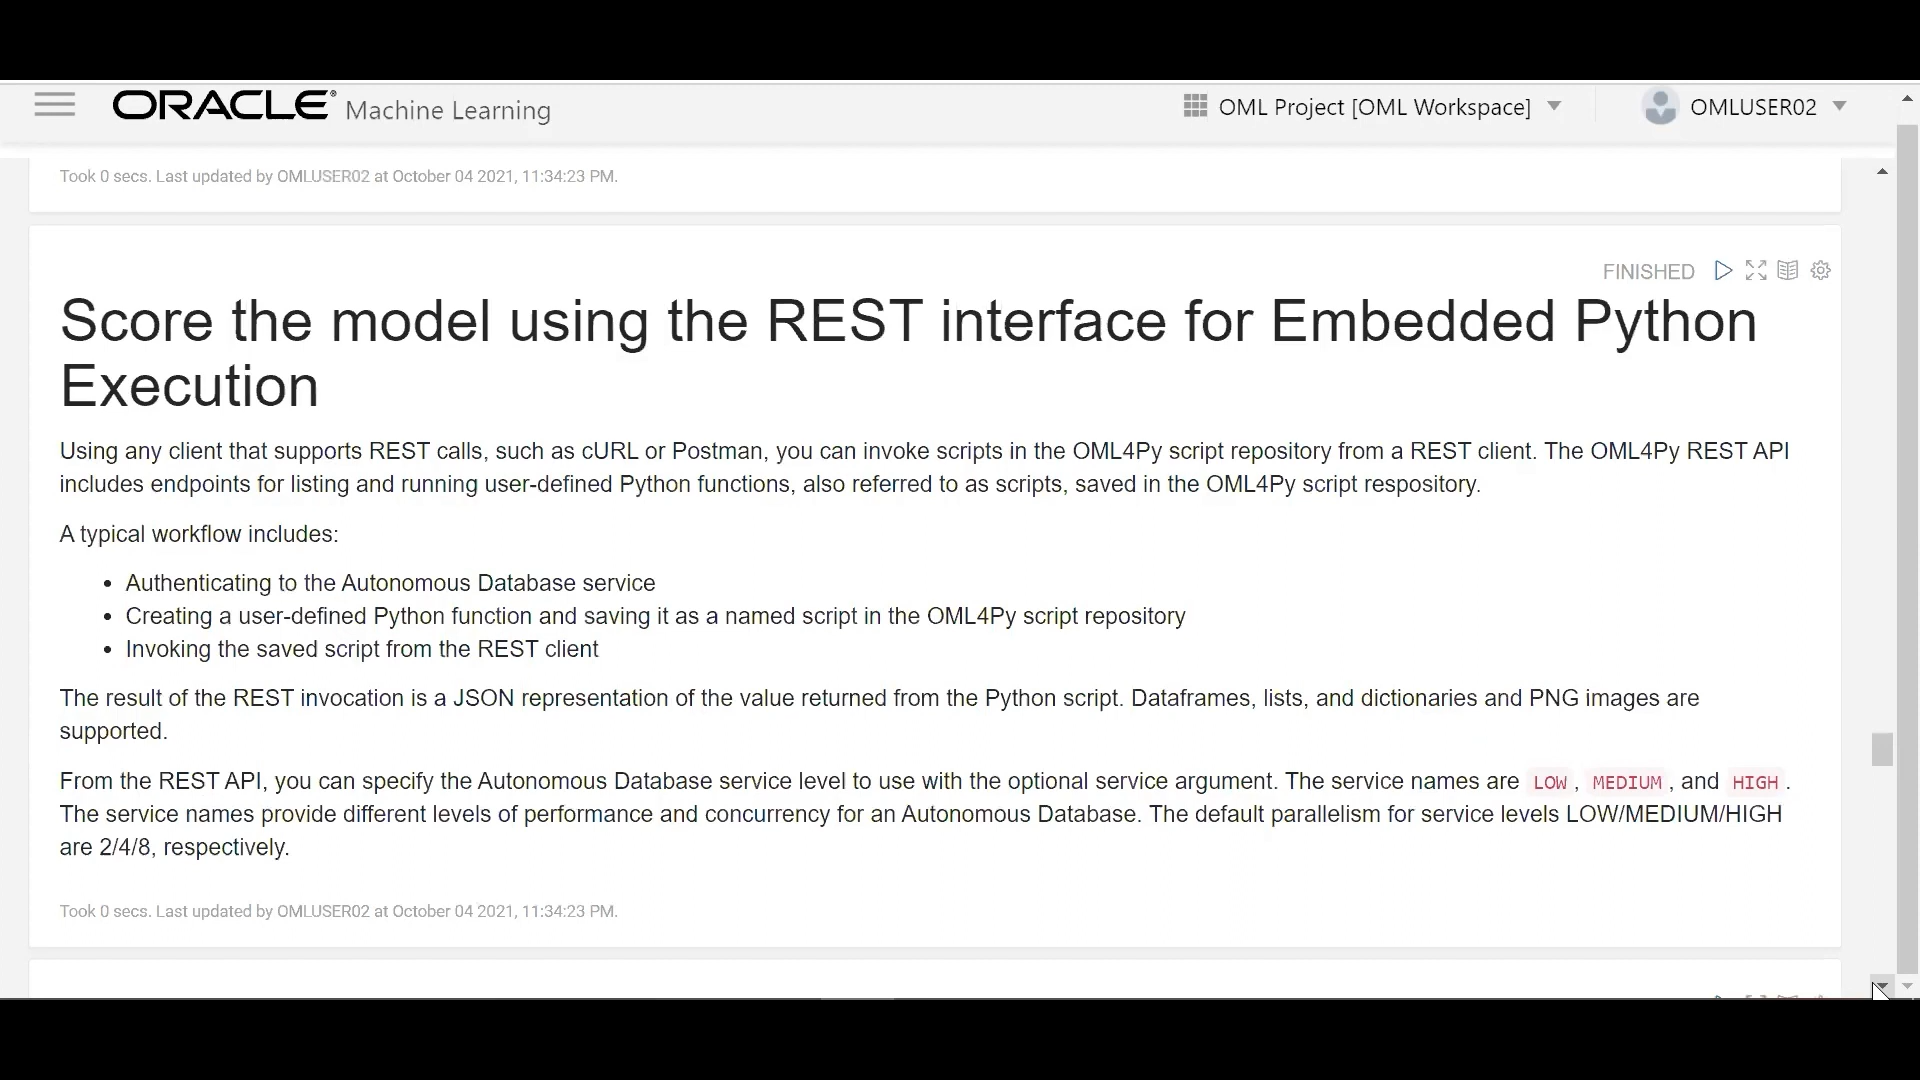 ORACLE® Machine Learning
OML Project [OML Workspace]
OMLUSER02
Took 0 secs. Last updated by OMLUSER02 at October 04 2021, 11:34:23 PM.
FINISHED
Score the model using the REST interface for Embedded Python
Execution
Using any client that supports REST calls, such as cURL or Postman, you can invoke scripts in the OML4Py script repository from a REST client. The OML4Py REST API
includes endpoints for listing and running user-defined Python functions, also referred to as scripts, saved in the OML4Py script respository.
A typical workflow includes:
• Authenticating to the Autonomous Database service
• Creating a user-defined Python function and saving it as a named script in the OML4Py script repository
• Invoking the saved script from the REST client
The result of the REST invocation is a JSON representation of the value returned from the Python script. Dataframes, lists, and dictionaries and PNG images are
supported.
From the REST API, you can specify the Autonomous Database service level to use with the optional service argument. The service names are LOW, MEDIUM, and HIGH.
The service names provide different levels of performance and concurrency for an Autonomous Database. The default parallelism for service levels LOW/MEDIUM/HIGH
are 2/4/8, respectively.
Took 0 secs. Last updated by OMLUSER02 at October 04 2021, 11:34:23 PM.